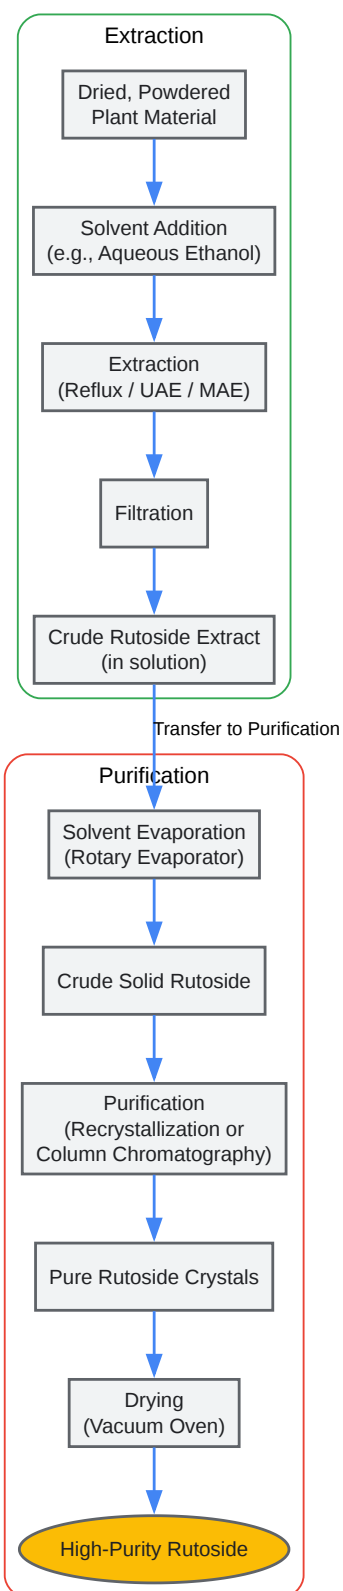 Extraction
Dried, Powdered
Plant Material
Solvent Addition
(e.g., Aqueous Ethanol)
Extraction
(Reflux / UAE / MAE)
Filtration
Crude Rutoside Extract
(in solution)
Transfer to Purification
Purification
Solvent Evaporation
(Rotary Evaporator)
Crude Solid Rutoside
Purification
(Recrystallization or
Column Chromatography)
Pure Rutoside Crystals
Drying
(Vacuum Oven)
High-Purity Rutoside